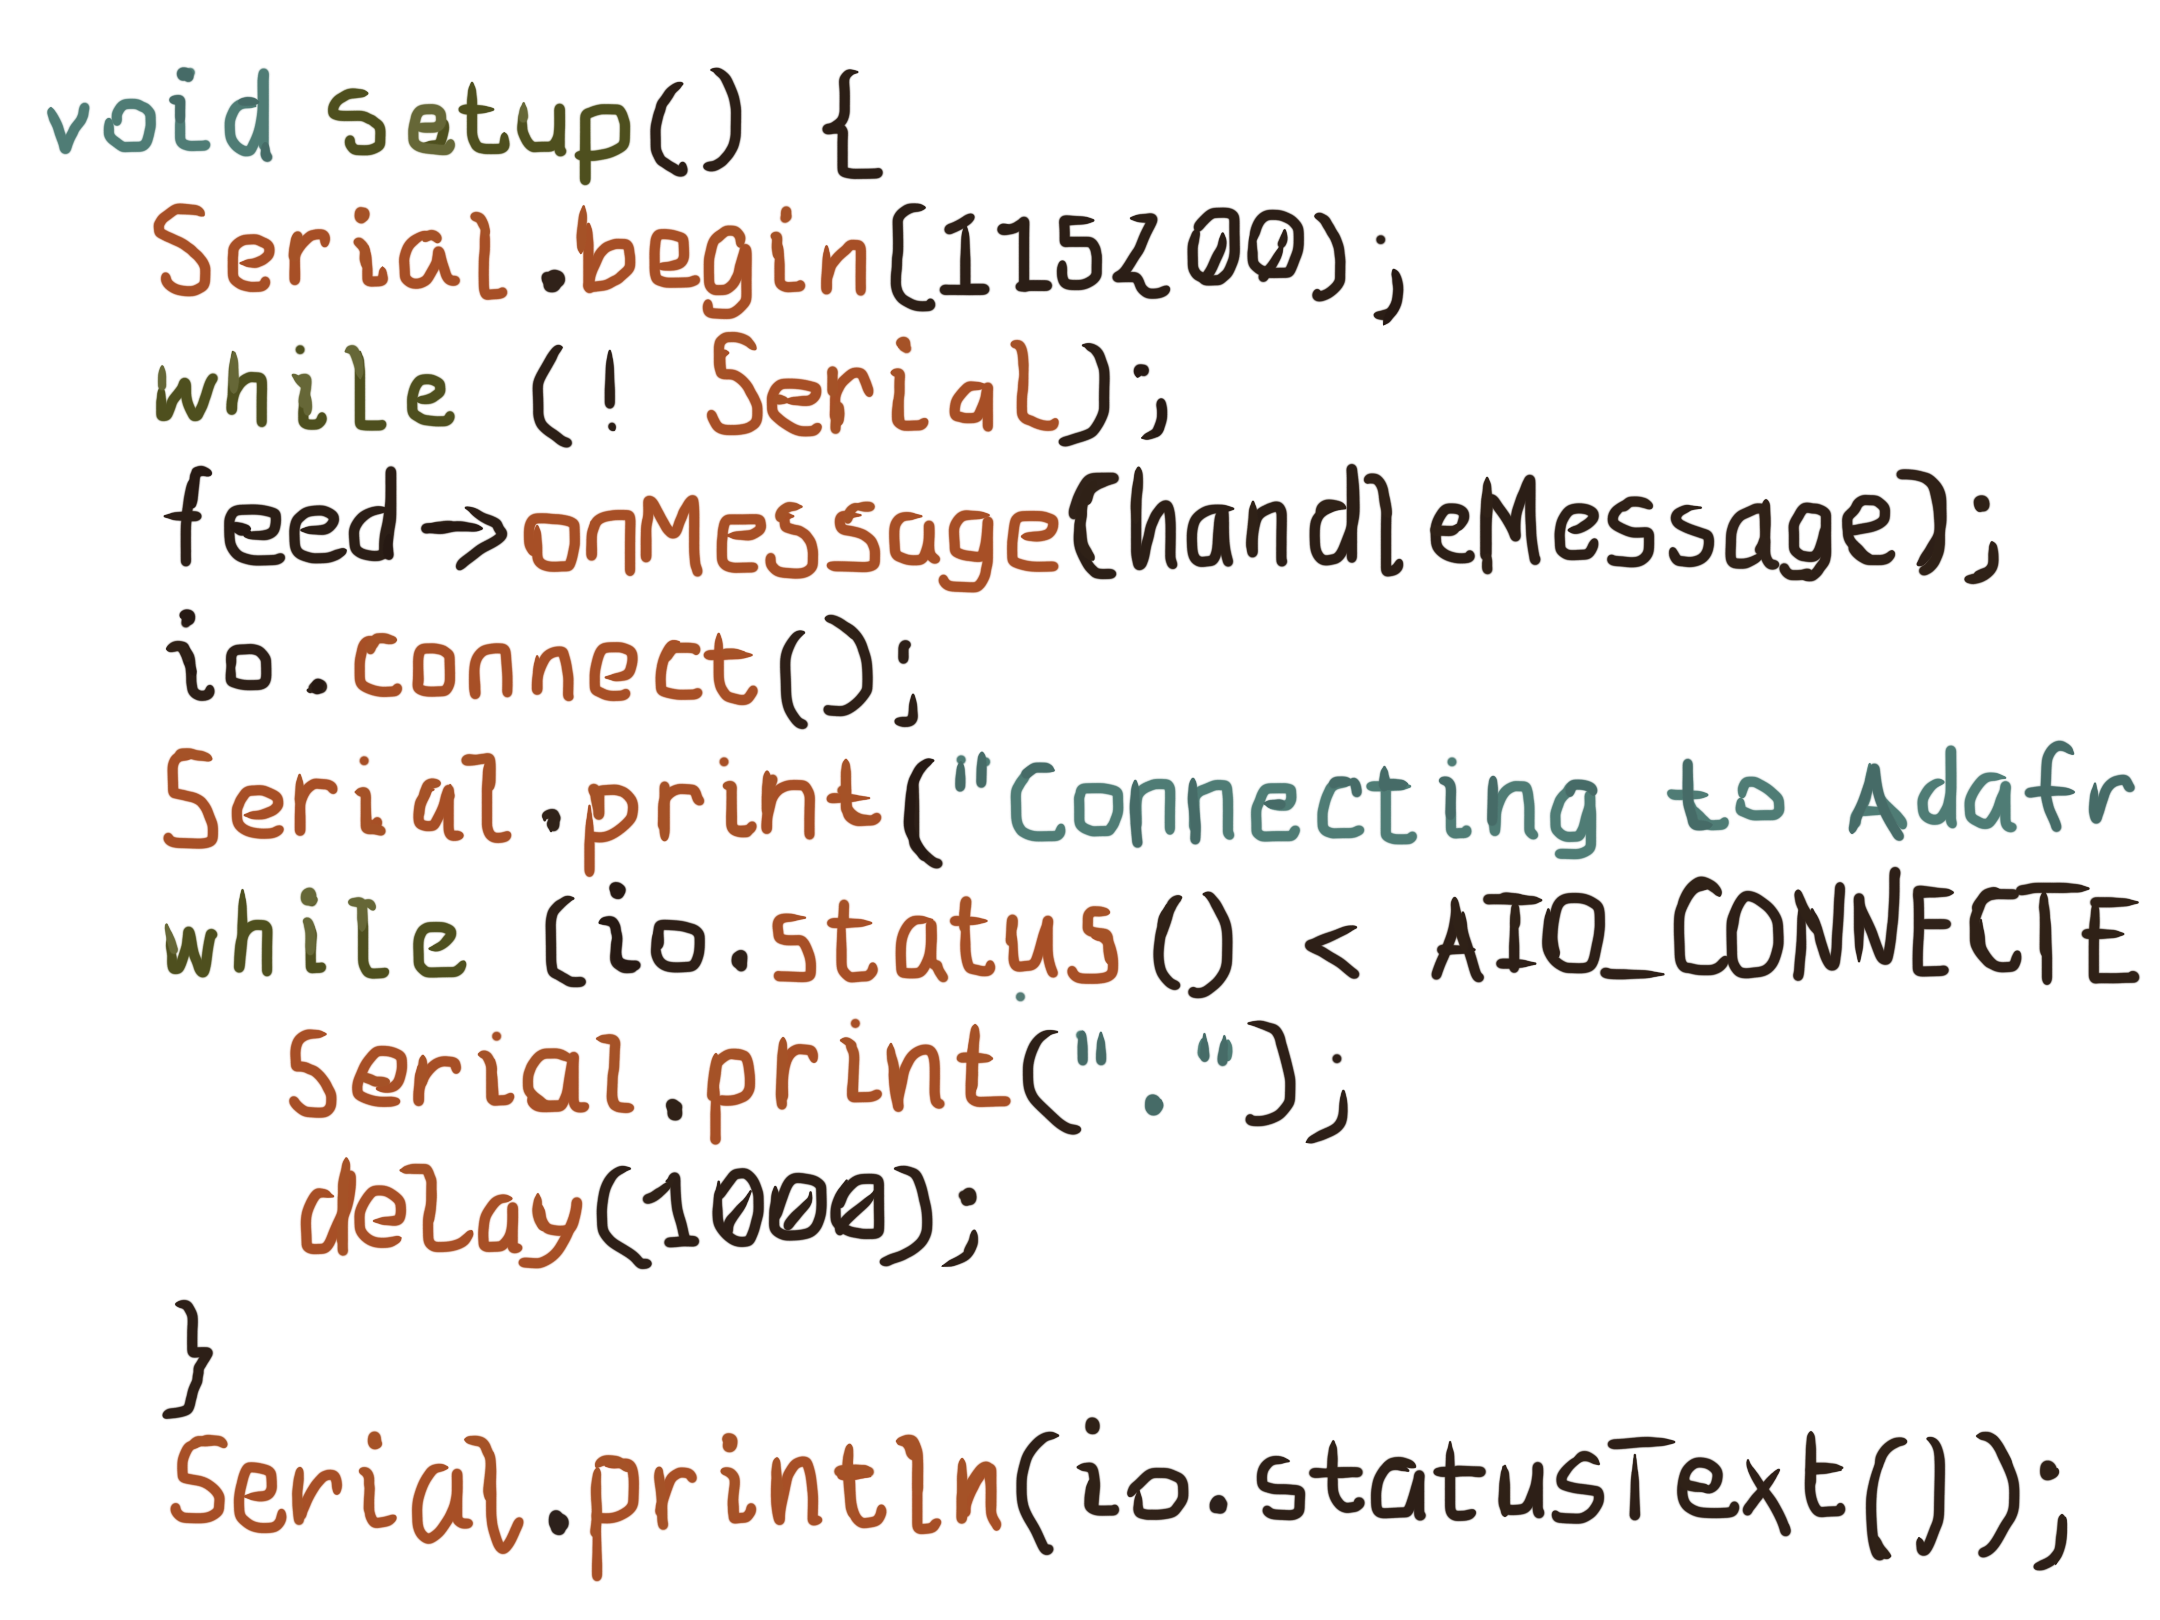 void setup() {
Serial.begin(115200);
while (! Serial);
feed->onMessage(handleMessage);
io.connect();
Serial.print("Connecting to Adafr
while (io.status() < AIO_CONNECTE
Serial.print(".");
delay(1000);
}
Serial.println(io.statusText());